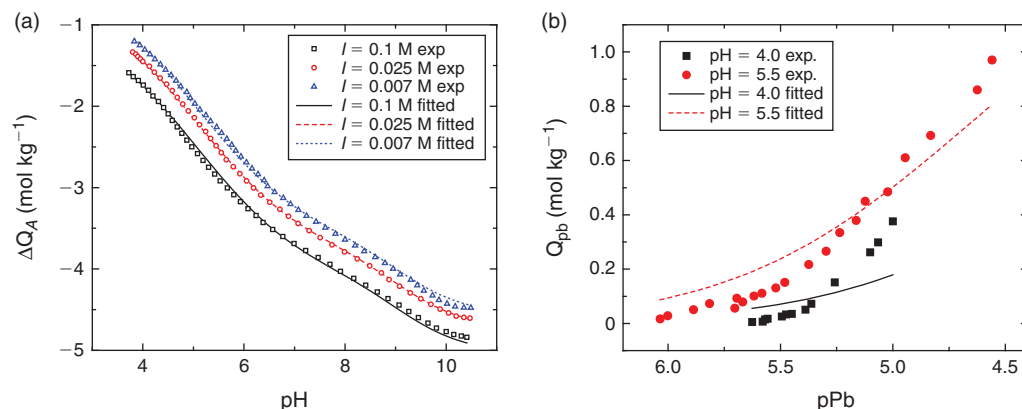 (a)
−1
−2
−3
−4
−5
ΔQ_A (mol kg⁻¹)
I = 0.1 M exp
I = 0.025 M exp
I = 0.007 M exp
I = 0.1 M fitted
I = 0.025 M fitted
I = 0.007 M fitted
4 6 8 10
pH
(b)
1.0
0.8
0.6
0.4
0.2
0
Q_pb (mol kg⁻¹)
pH = 4.0 exp.
pH = 5.5 exp.
pH = 4.0 fitted
pH = 5.5 fitted
6.0 5.5 5.0 4.5
pPb